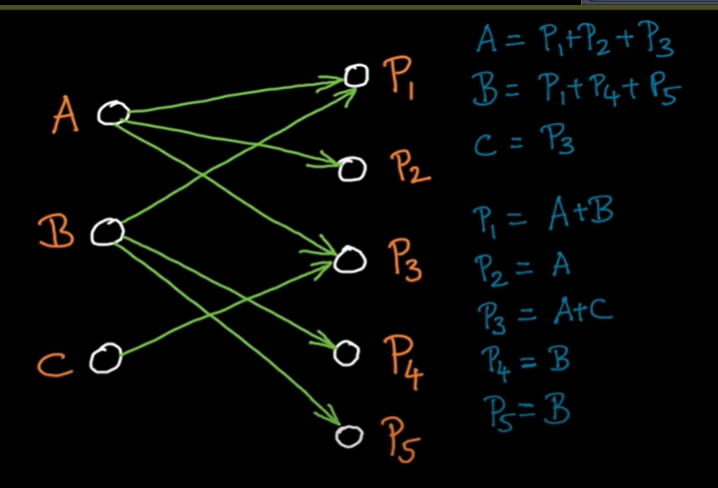 A
B
C
P₁
P₂
P₃
P₄
P₅
A = P₁+P₂+P₃
B = P₁+P₄+P₅
C = P₃
P₁ = A+B
P₂ = A
P₃ = A+C
P₄ = B
P₅ = B